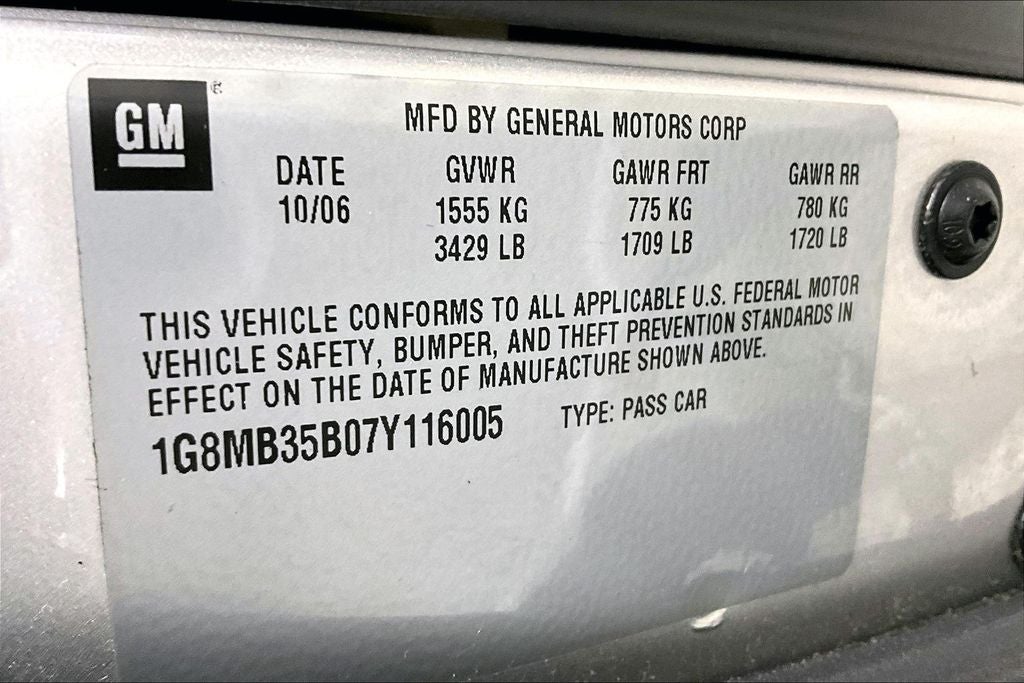 GM
MFD BY GENERAL MOTORS CORP
DATE GVWR GAWR FRT GAWR RR
10/06 1555 KG 775 KG 780 KG
3429 LB 1709 LB 1720 LB
THIS VEHICLE CONFORMS TO ALL APPLICABLE U.S. FEDERAL MOTOR
VEHICLE SAFETY, BUMPER, AND THEFT PREVENTION STANDARDS IN
EFFECT ON THE DATE OF MANUFACTURE SHOWN ABOVE.
1G8MB35B07Y116005 TYPE: PASS CAR